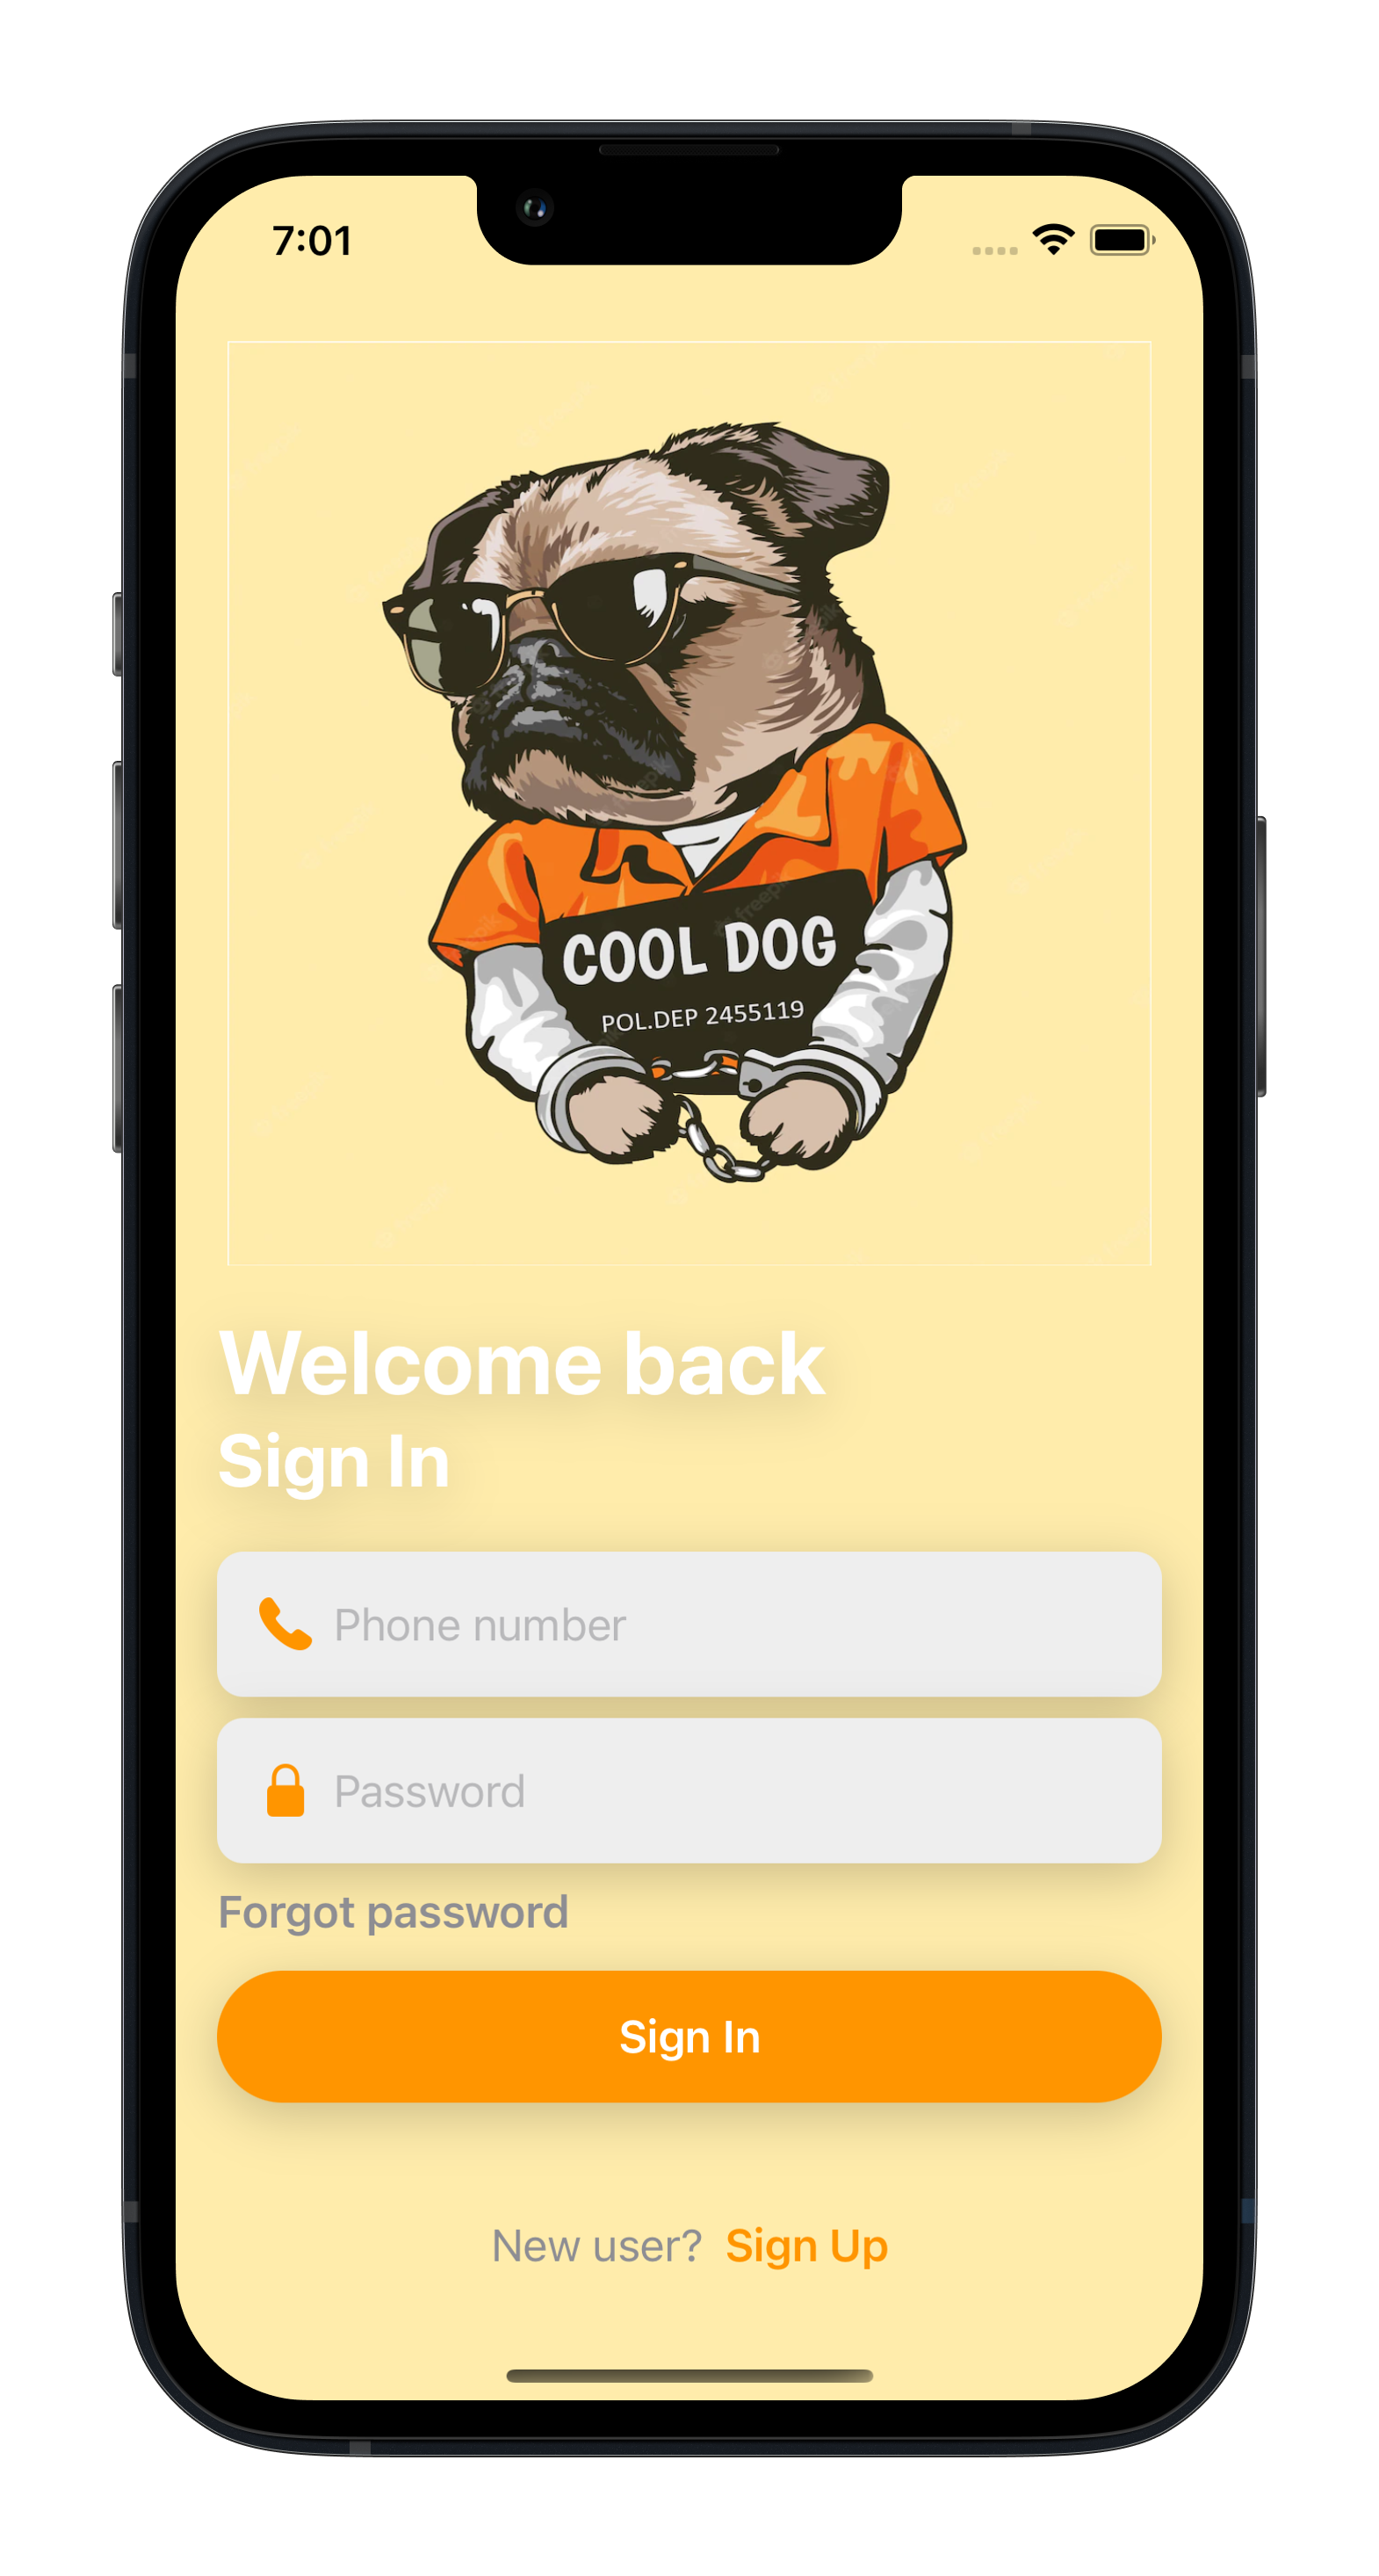 7:01
COOL DOG
POL.DEP 2455119
freepik
Welcome back
Sign In
Phone number
Password
Forgot password
Sign In
New user? Sign Up